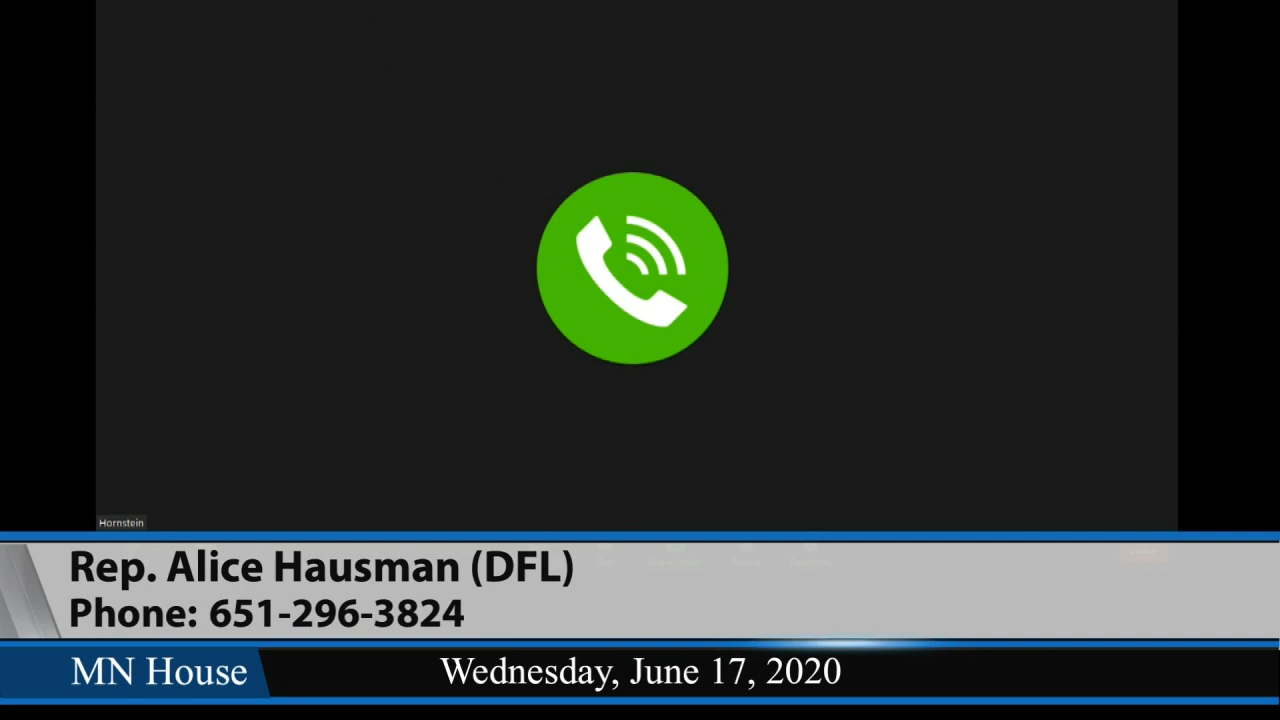 Hornstein
Rep. Alice Hausman (DFL)
Phone: 651-296-3824
MN House
Wednesday, June 17, 2020